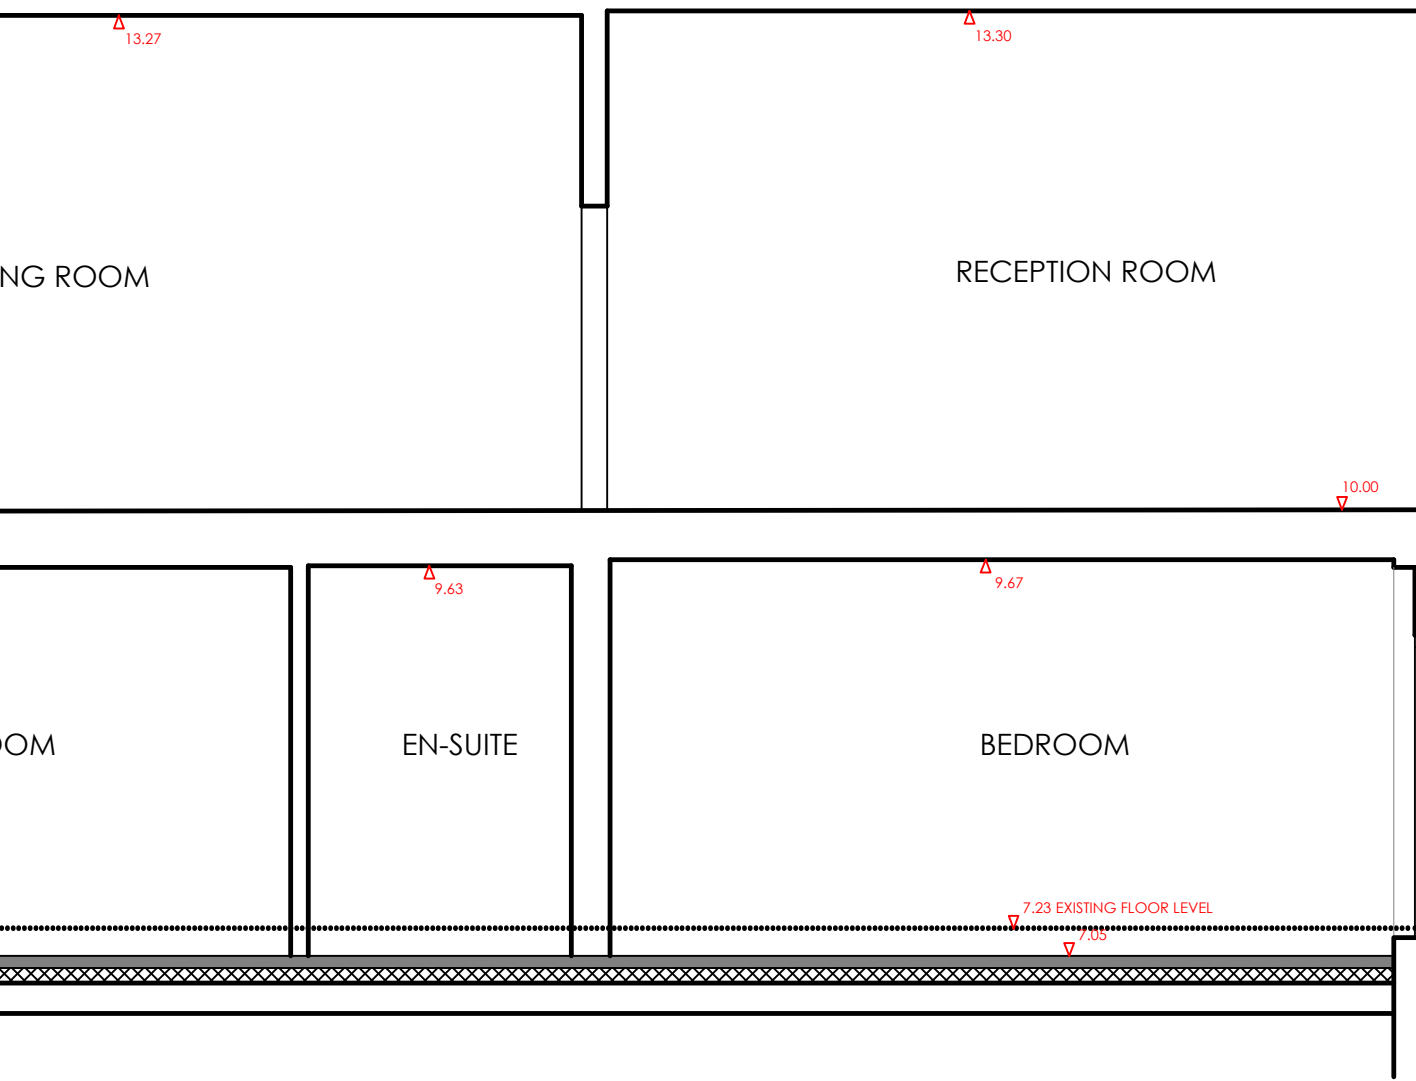 13.27
13.30
NG ROOM
RECEPTION ROOM
10.00
9.63
9.67
OOM
EN-SUITE
BEDROOM
7.23 EXISTING FLOOR LEVEL
7.05